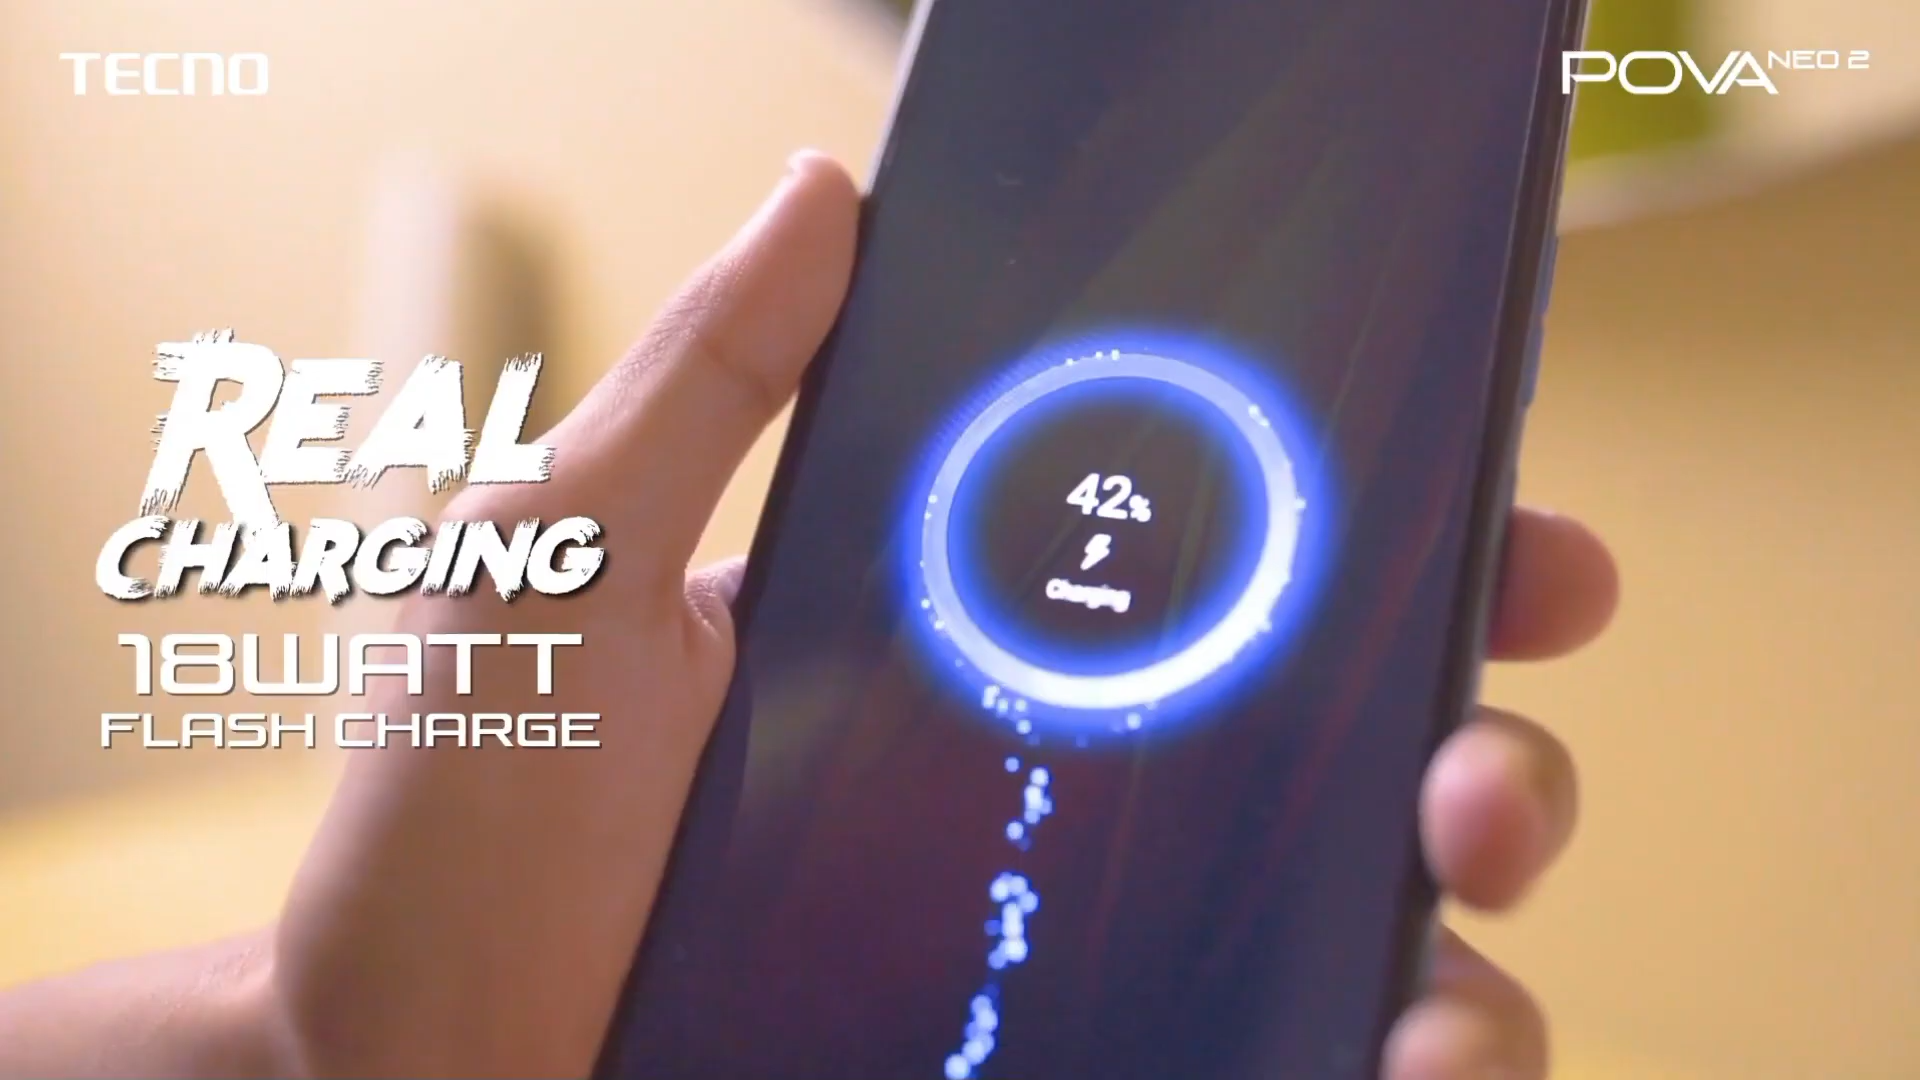 TECNO
POVA NEO 2
REAL
CHARGING
18WATT
FLASH CHARGE
42%
Charging